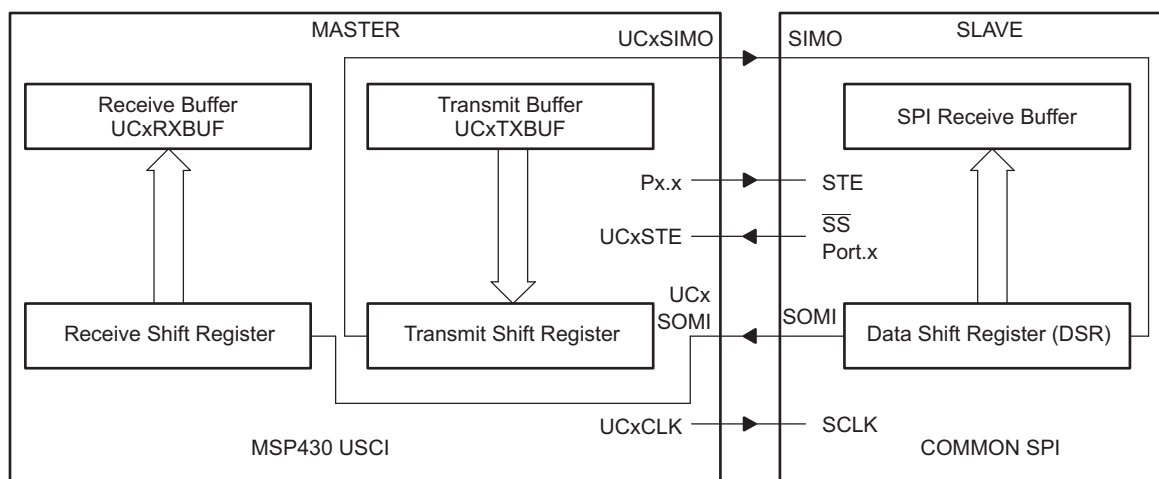 MASTER
UCxSIMO
SIMO
SLAVE
Receive Buffer
UCxRXBUF
Transmit Buffer
UCxTXBUF
SPI Receive Buffer
Px.x
STE
UCxSTE
SS
Port.x
UCx
SOMI
SOMI
Receive Shift Register
Transmit Shift Register
Data Shift Register (DSR)
UCxCLK
SCLK
MSP430 USCI
COMMON SPI